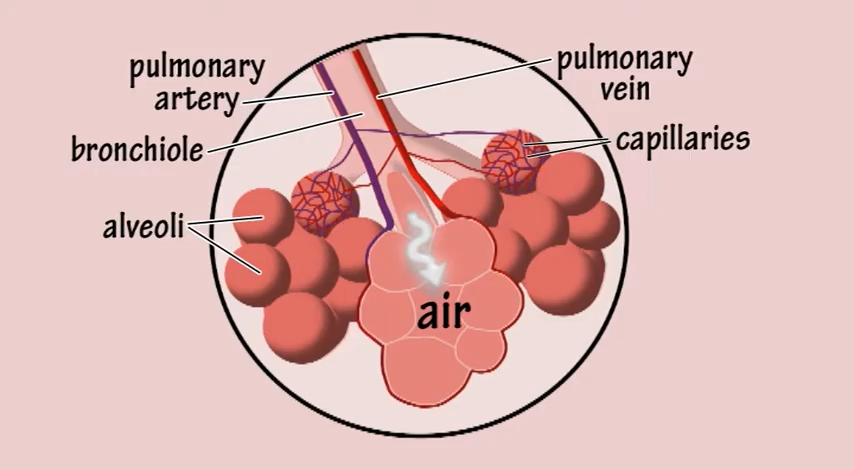 pulmonary
artery
bronchiole
alveoli
pulmonary
vein
capillaries
air